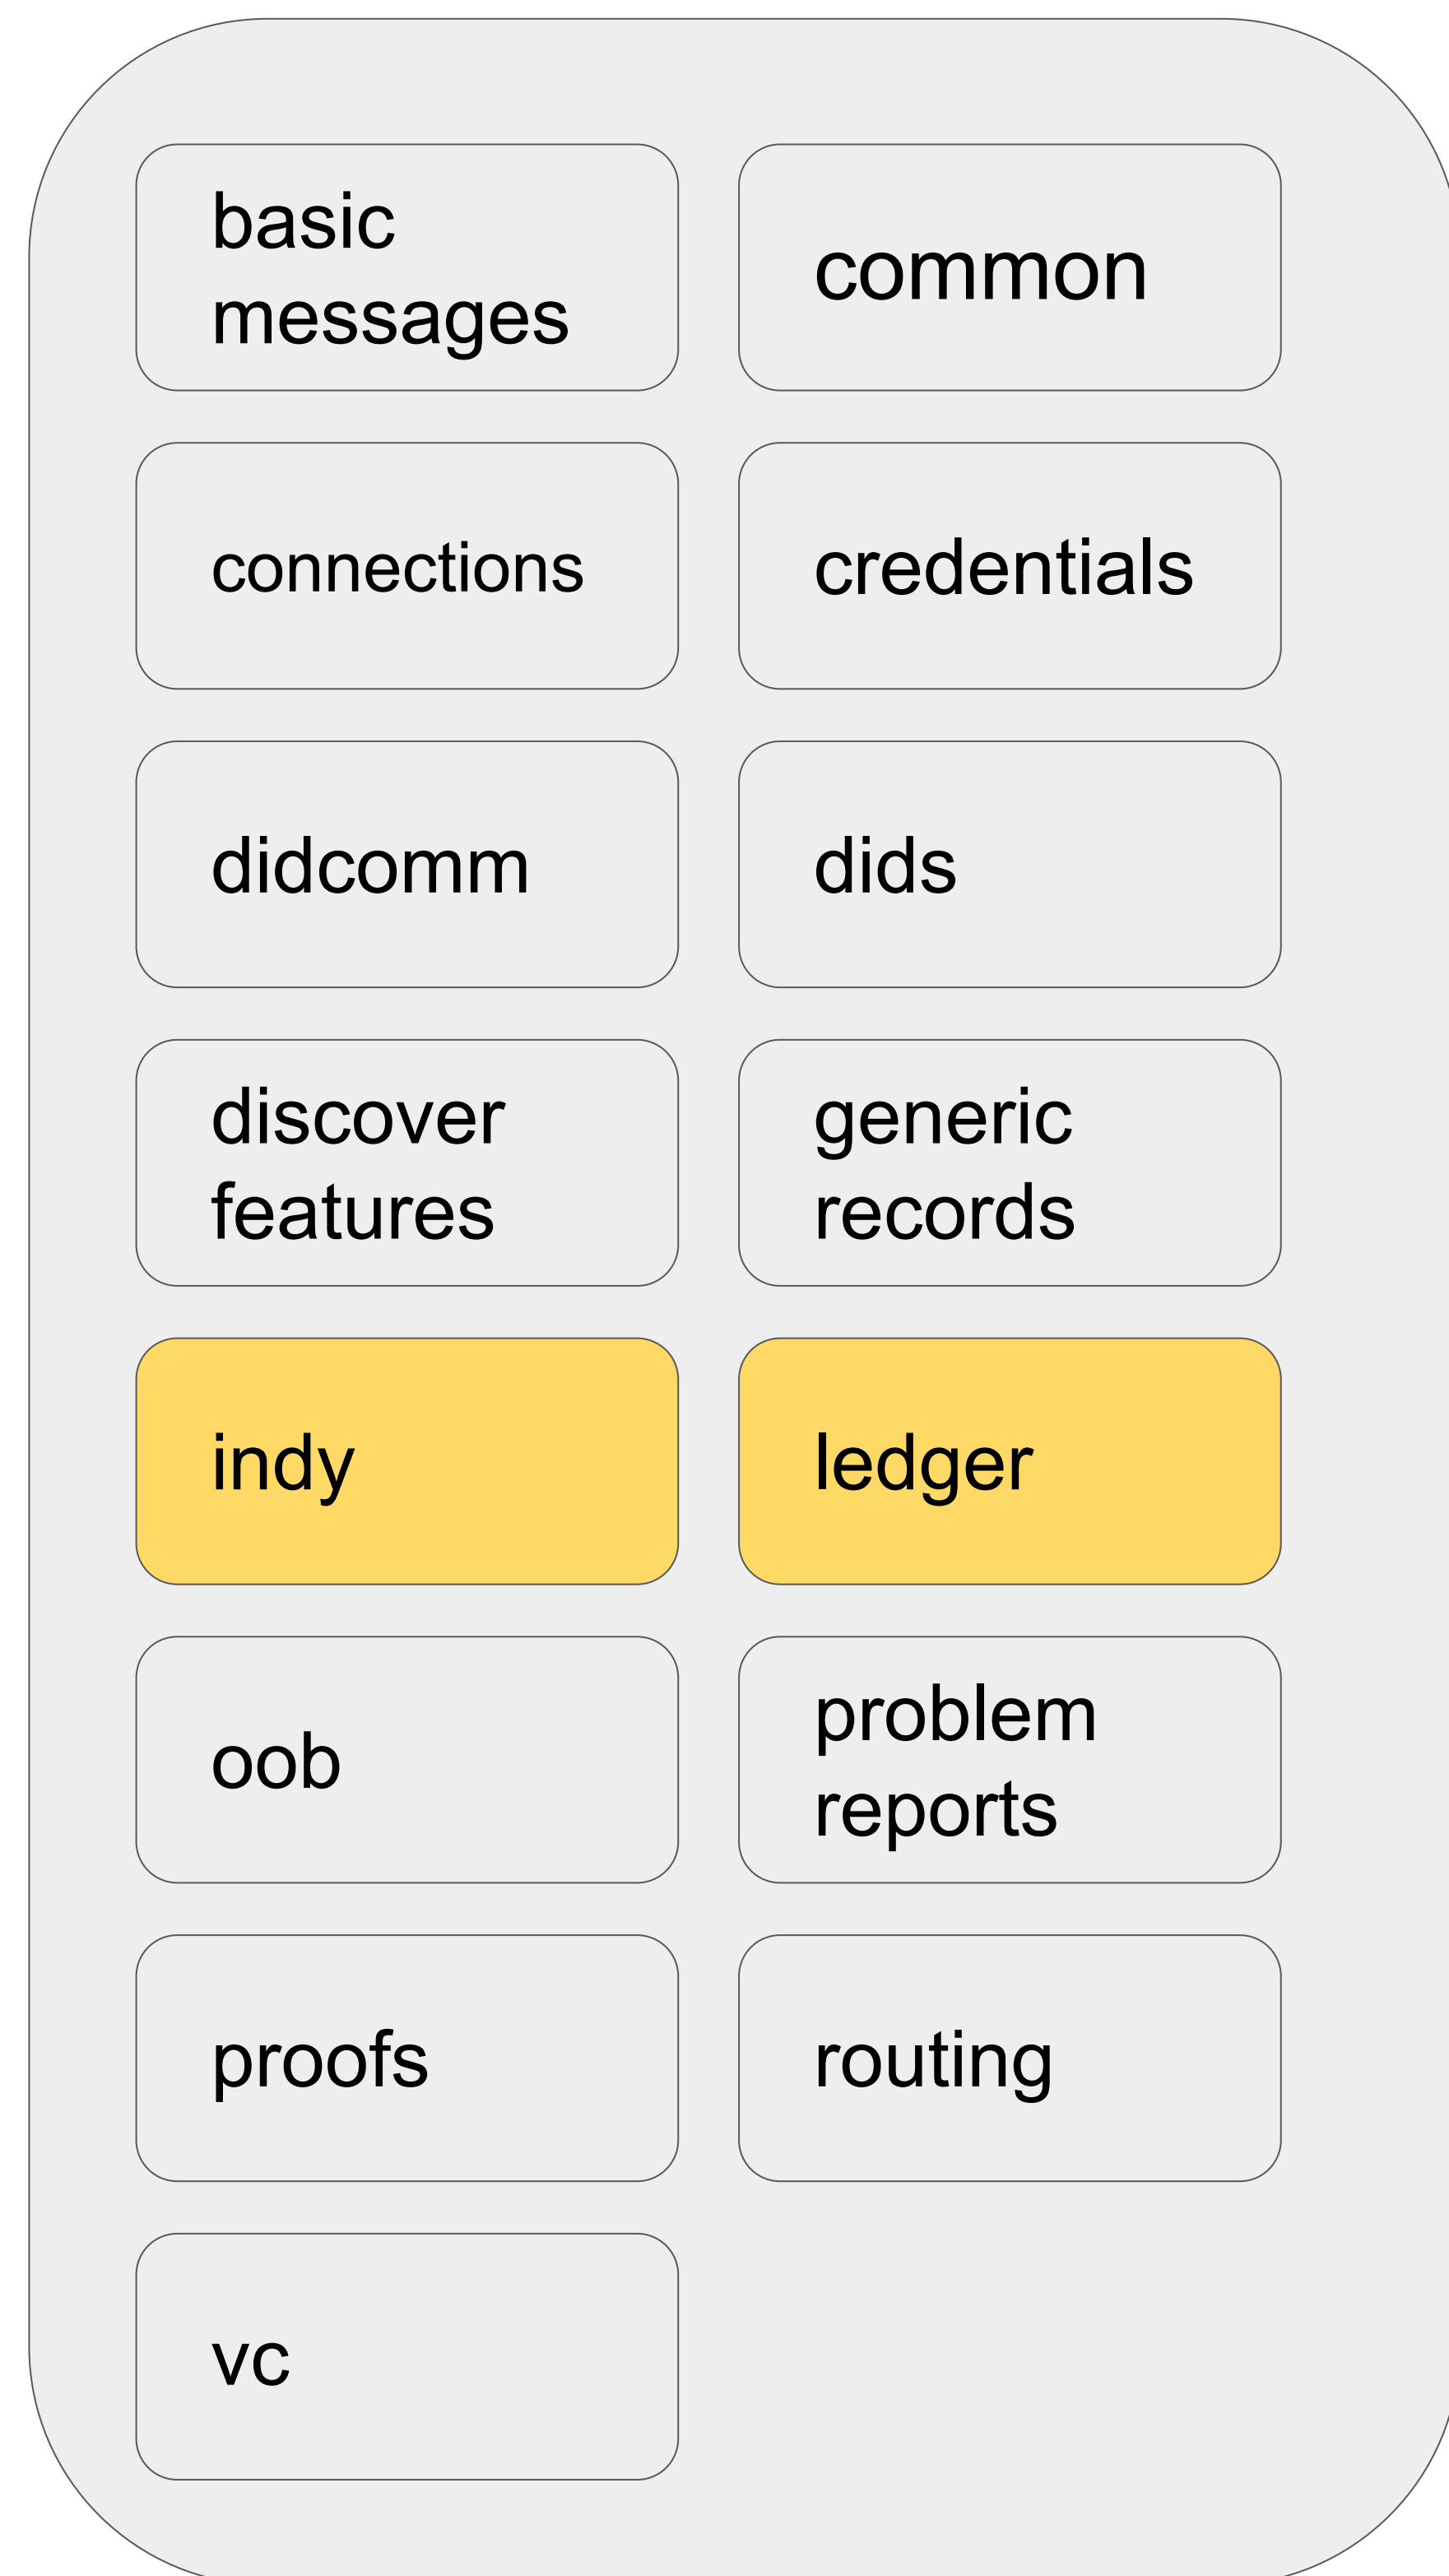 basic
messages
common
connections
credentials
didcomm
dids
discover
features
generic
records
indy
ledger
oob
problem
reports
proofs
routing
vc